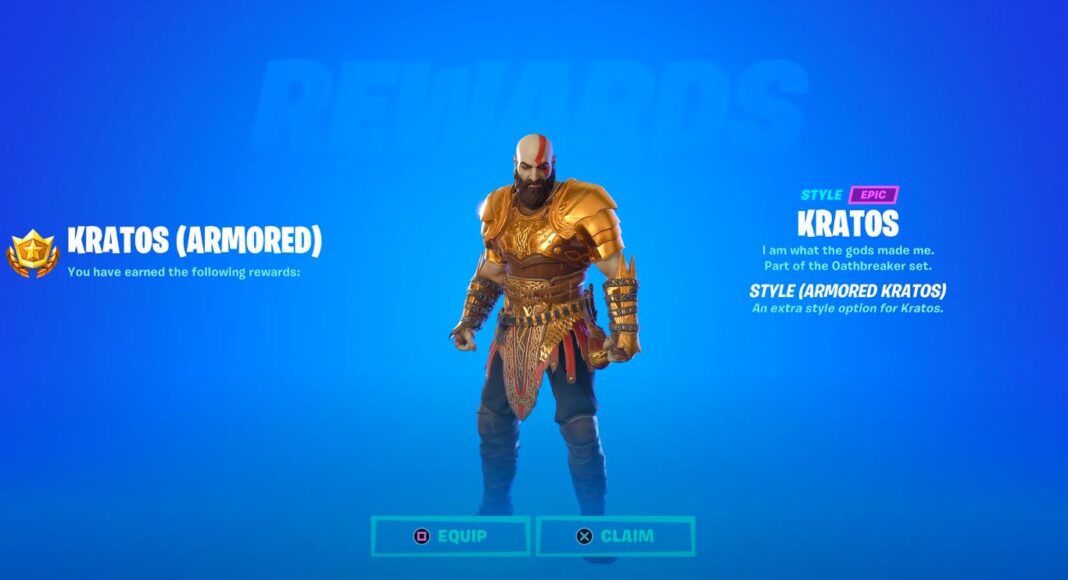 REWARDS
KRATOS (ARMORED)
You have earned the following rewards:
STYLE EPIC
KRATOS
I am what the gods made me.
Part of the Oathbreaker set.
STYLE (ARMORED KRATOS)
An extra style option for Kratos.
EQUIP
CLAIM